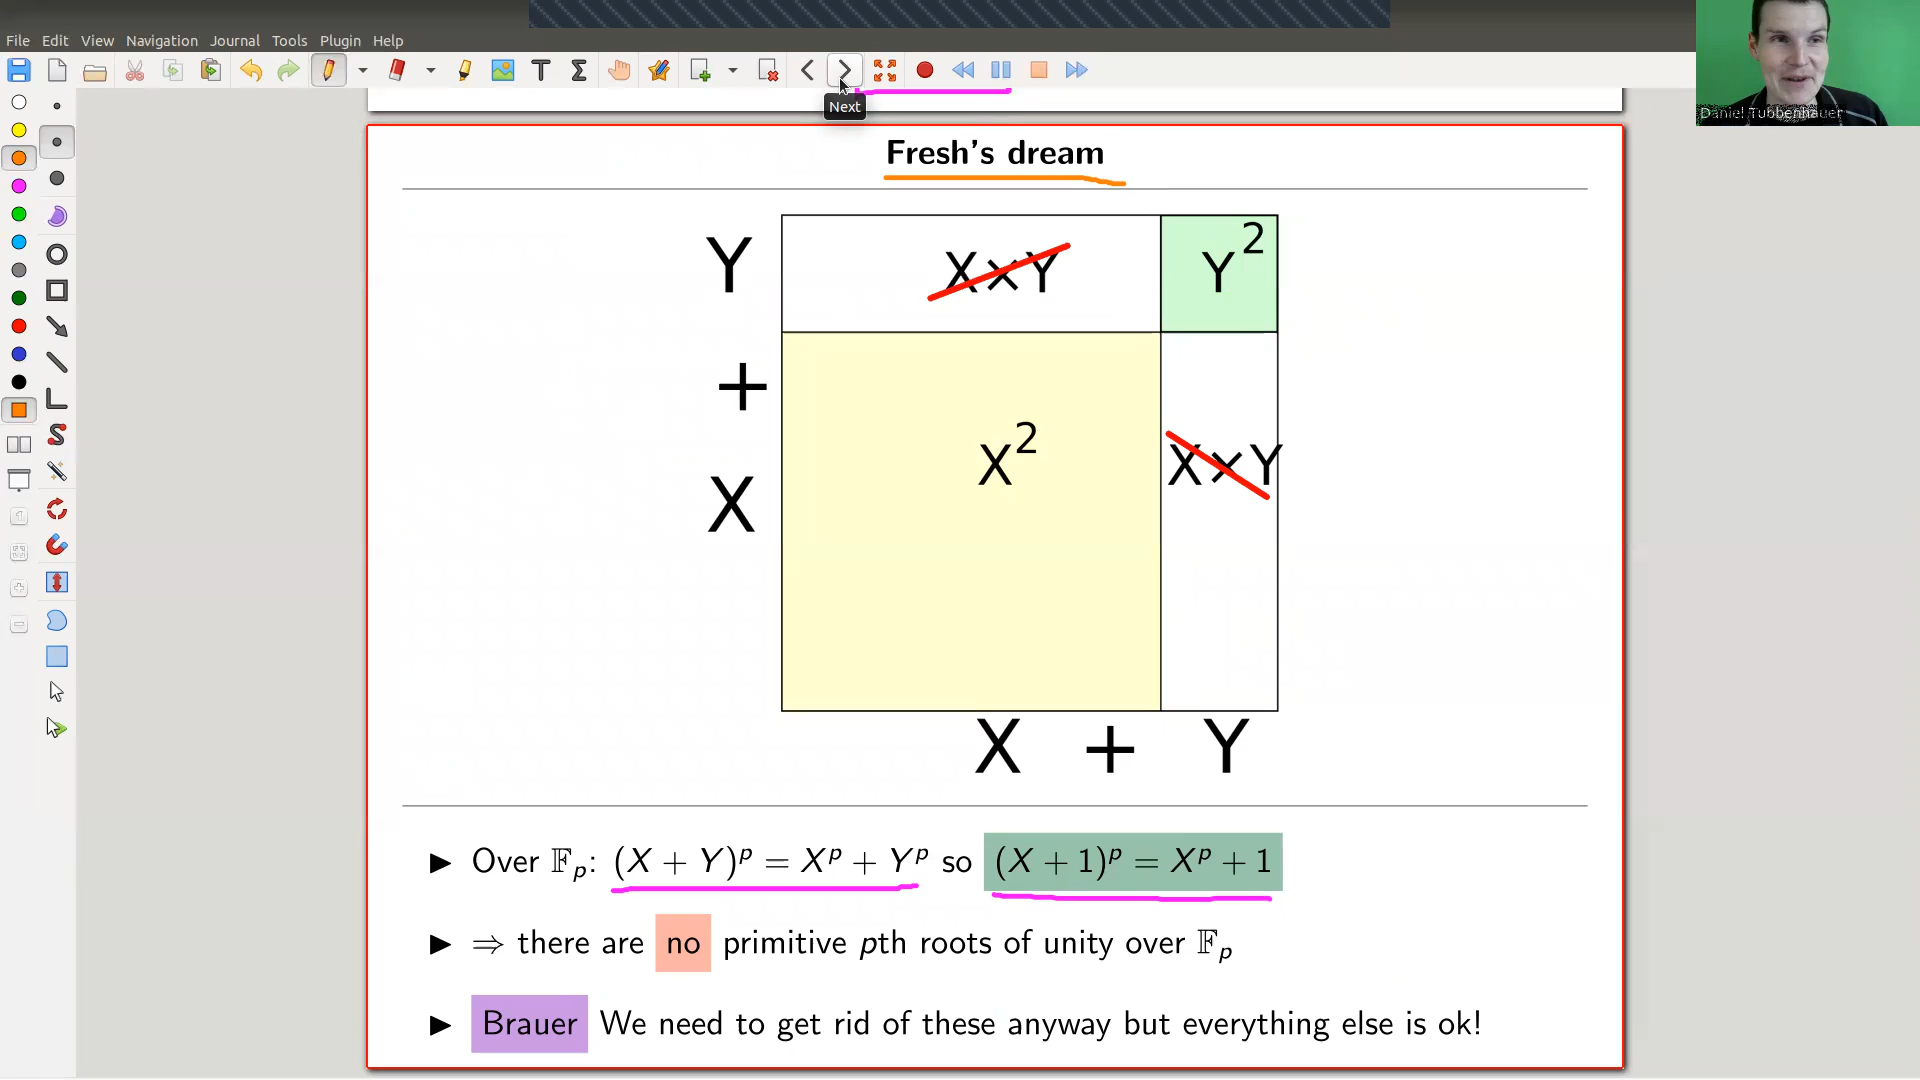 File Edit View Navigation Journal Tools Plugin Help
Next
Daniel Tubbenhauer
Fresh's dream
Y X×Y Y²
+
X² X×Y
X
X + Y
▶ Over 𝔽ₚ: (X + Y)ᵖ = Xᵖ + Yᵖ so (X + 1)ᵖ = Xᵖ + 1
▶ ⇒ there are no primitive pth roots of unity over 𝔽ₚ
▶ Brauer We need to get rid of these anyway but everything else is ok!